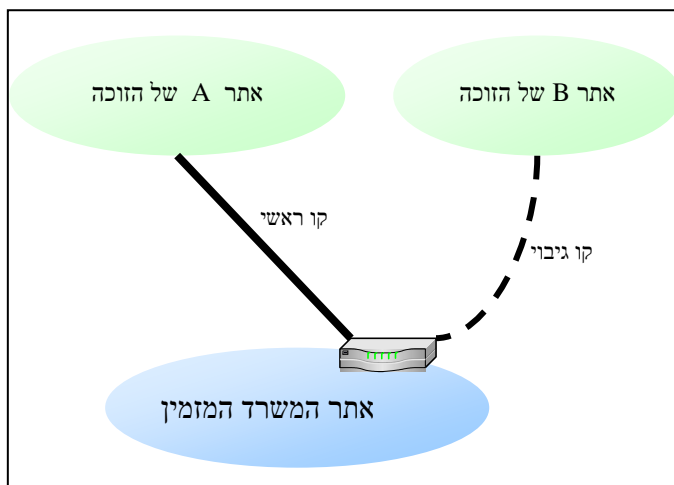 אתר A של הזוכה
אתר B של הזוכה
קו ראשי
קו גיבוי
אתר המשרד המזמין